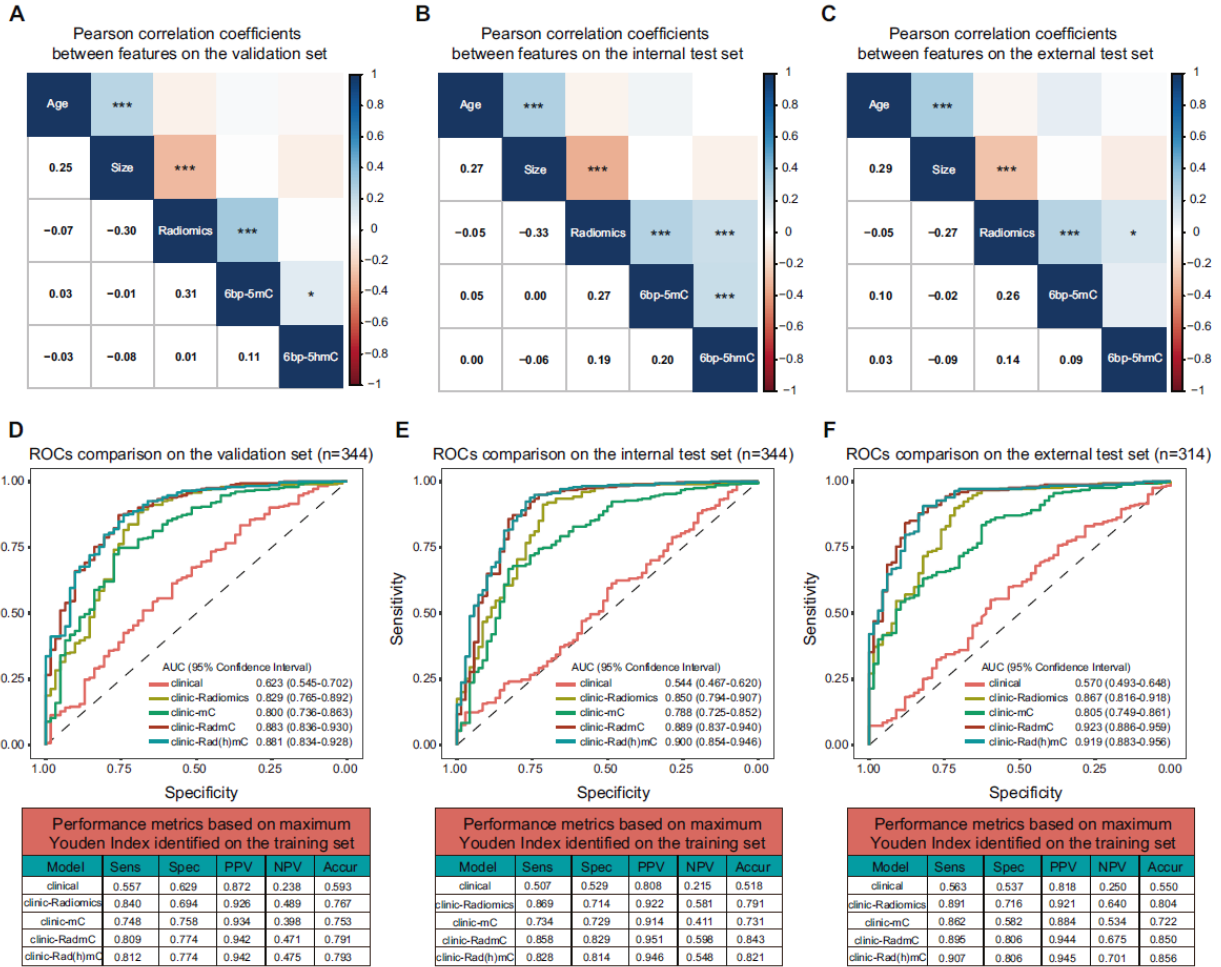 A
Pearson correlation coefficients
between features on the validation set
Age
***
0.25
Size
***
−0.07
−0.30
Radiomics
***
0.03
−0.01
0.31
6bp-5mC
*
−0.03
−0.08
0.01
0.11
6bp-5hmC
1
0.8
0.6
0.4
0.2
0
−0.2
−0.4
−0.6
−0.8
−1
B
Pearson correlation coefficients
between features on the internal test set
Age
***
0.27
Size
***
−0.05
−0.33
Radiomics
***
***
0.05
0.00
0.27
6bp-5mC
***
0.00
−0.06
0.19
0.20
6bp-5hmC
1
0.8
0.6
0.4
0.2
0
−0.2
−0.4
−0.6
−0.8
−1
C
Pearson correlation coefficients
between features on the external test set
Age
***
0.29
Size
***
−0.05
−0.27
Radiomics
***
*
0.10
−0.02
0.26
6bp-5mC
0.03
−0.09
0.14
0.09
6bp-5hmC
1
0.8
0.6
0.4
0.2
0
−0.2
−0.4
−0.6
−0.8
−1
D
ROCs comparison on the validation set (n=344)
1.00
0.75
0.50
0.25
0.00
AUC (95% Confidence Interval)
clinical 0.623 (0.545-0.702)
clinic-Radiomics 0.829 (0.765-0.892)
clinic-mC 0.800 (0.736-0.863)
clinic-RadmC 0.883 (0.836-0.930)
clinic-Rad(h)mC 0.881 (0.834-0.928)
1.00 0.75 0.50 0.25 0.00
Specificity
Performance metrics based on maximum
Youden Index identified on the training set
Model Sens Spec PPV NPV Accur
clinical 0.557 0.629 0.872 0.238 0.593
clinic-Radiomics 0.840 0.694 0.926 0.489 0.767
clinic-mC 0.748 0.758 0.934 0.398 0.753
clinic-RadmC 0.809 0.774 0.942 0.471 0.791
clinic-Rad(h)mC 0.812 0.774 0.942 0.475 0.793
E
ROCs comparison on the internal test set (n=344)
Sensitivity
1.00
0.75
0.50
0.25
0.00
AUC (95% Confidence Interval)
clinical 0.544 (0.467-0.620)
clinic-Radiomics 0.850 (0.794-0.907)
clinic-mC 0.788 (0.725-0.852)
clinic-RadmC 0.889 (0.837-0.940)
clinic-Rad(h)mC 0.900 (0.854-0.946)
1.00 0.75 0.50 0.25 0.00
Specificity
Performance metrics based on maximum
Youden Index identified on the training set
Model Sens Spec PPV NPV Accur
clinical 0.507 0.529 0.808 0.215 0.518
clinic-Radiomics 0.869 0.714 0.922 0.581 0.791
clinic-mC 0.734 0.729 0.914 0.411 0.731
clinic-RadmC 0.858 0.829 0.951 0.598 0.843
clinic-Rad(h)mC 0.828 0.814 0.946 0.548 0.821
F
ROCs comparison on the external test set (n=314)
Sensitivity
1.00
0.75
0.50
0.25
0.00
AUC (95% Confidence Interval)
clinical 0.570 (0.493-0.648)
clinic-Radiomics 0.867 (0.816-0.918)
clinic-mC 0.805 (0.749-0.861)
clinic-RadmC 0.923 (0.886-0.959)
clinic-Rad(h)mC 0.919 (0.883-0.956)
1.00 0.75 0.50 0.25 0.00
Specificity
Performance metrics based on maximum
Youden Index identified on the training set
Model Sens Spec PPV NPV Accur
clinical 0.563 0.537 0.818 0.250 0.550
clinic-Radiomics 0.891 0.716 0.921 0.640 0.804
clinic-mC 0.862 0.582 0.884 0.534 0.722
clinic-RadmC 0.895 0.806 0.944 0.675 0.850
clinic-Rad(h)mC 0.907 0.806 0.945 0.701 0.856